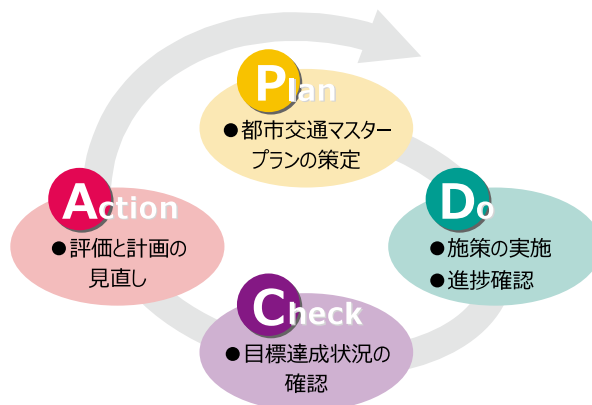 Plan
●都市交通マスター
プランの策定
Do
●施策の実施
●進捗確認
Check
●目標達成状況の
確認
Action
●評価と計画の
見直し